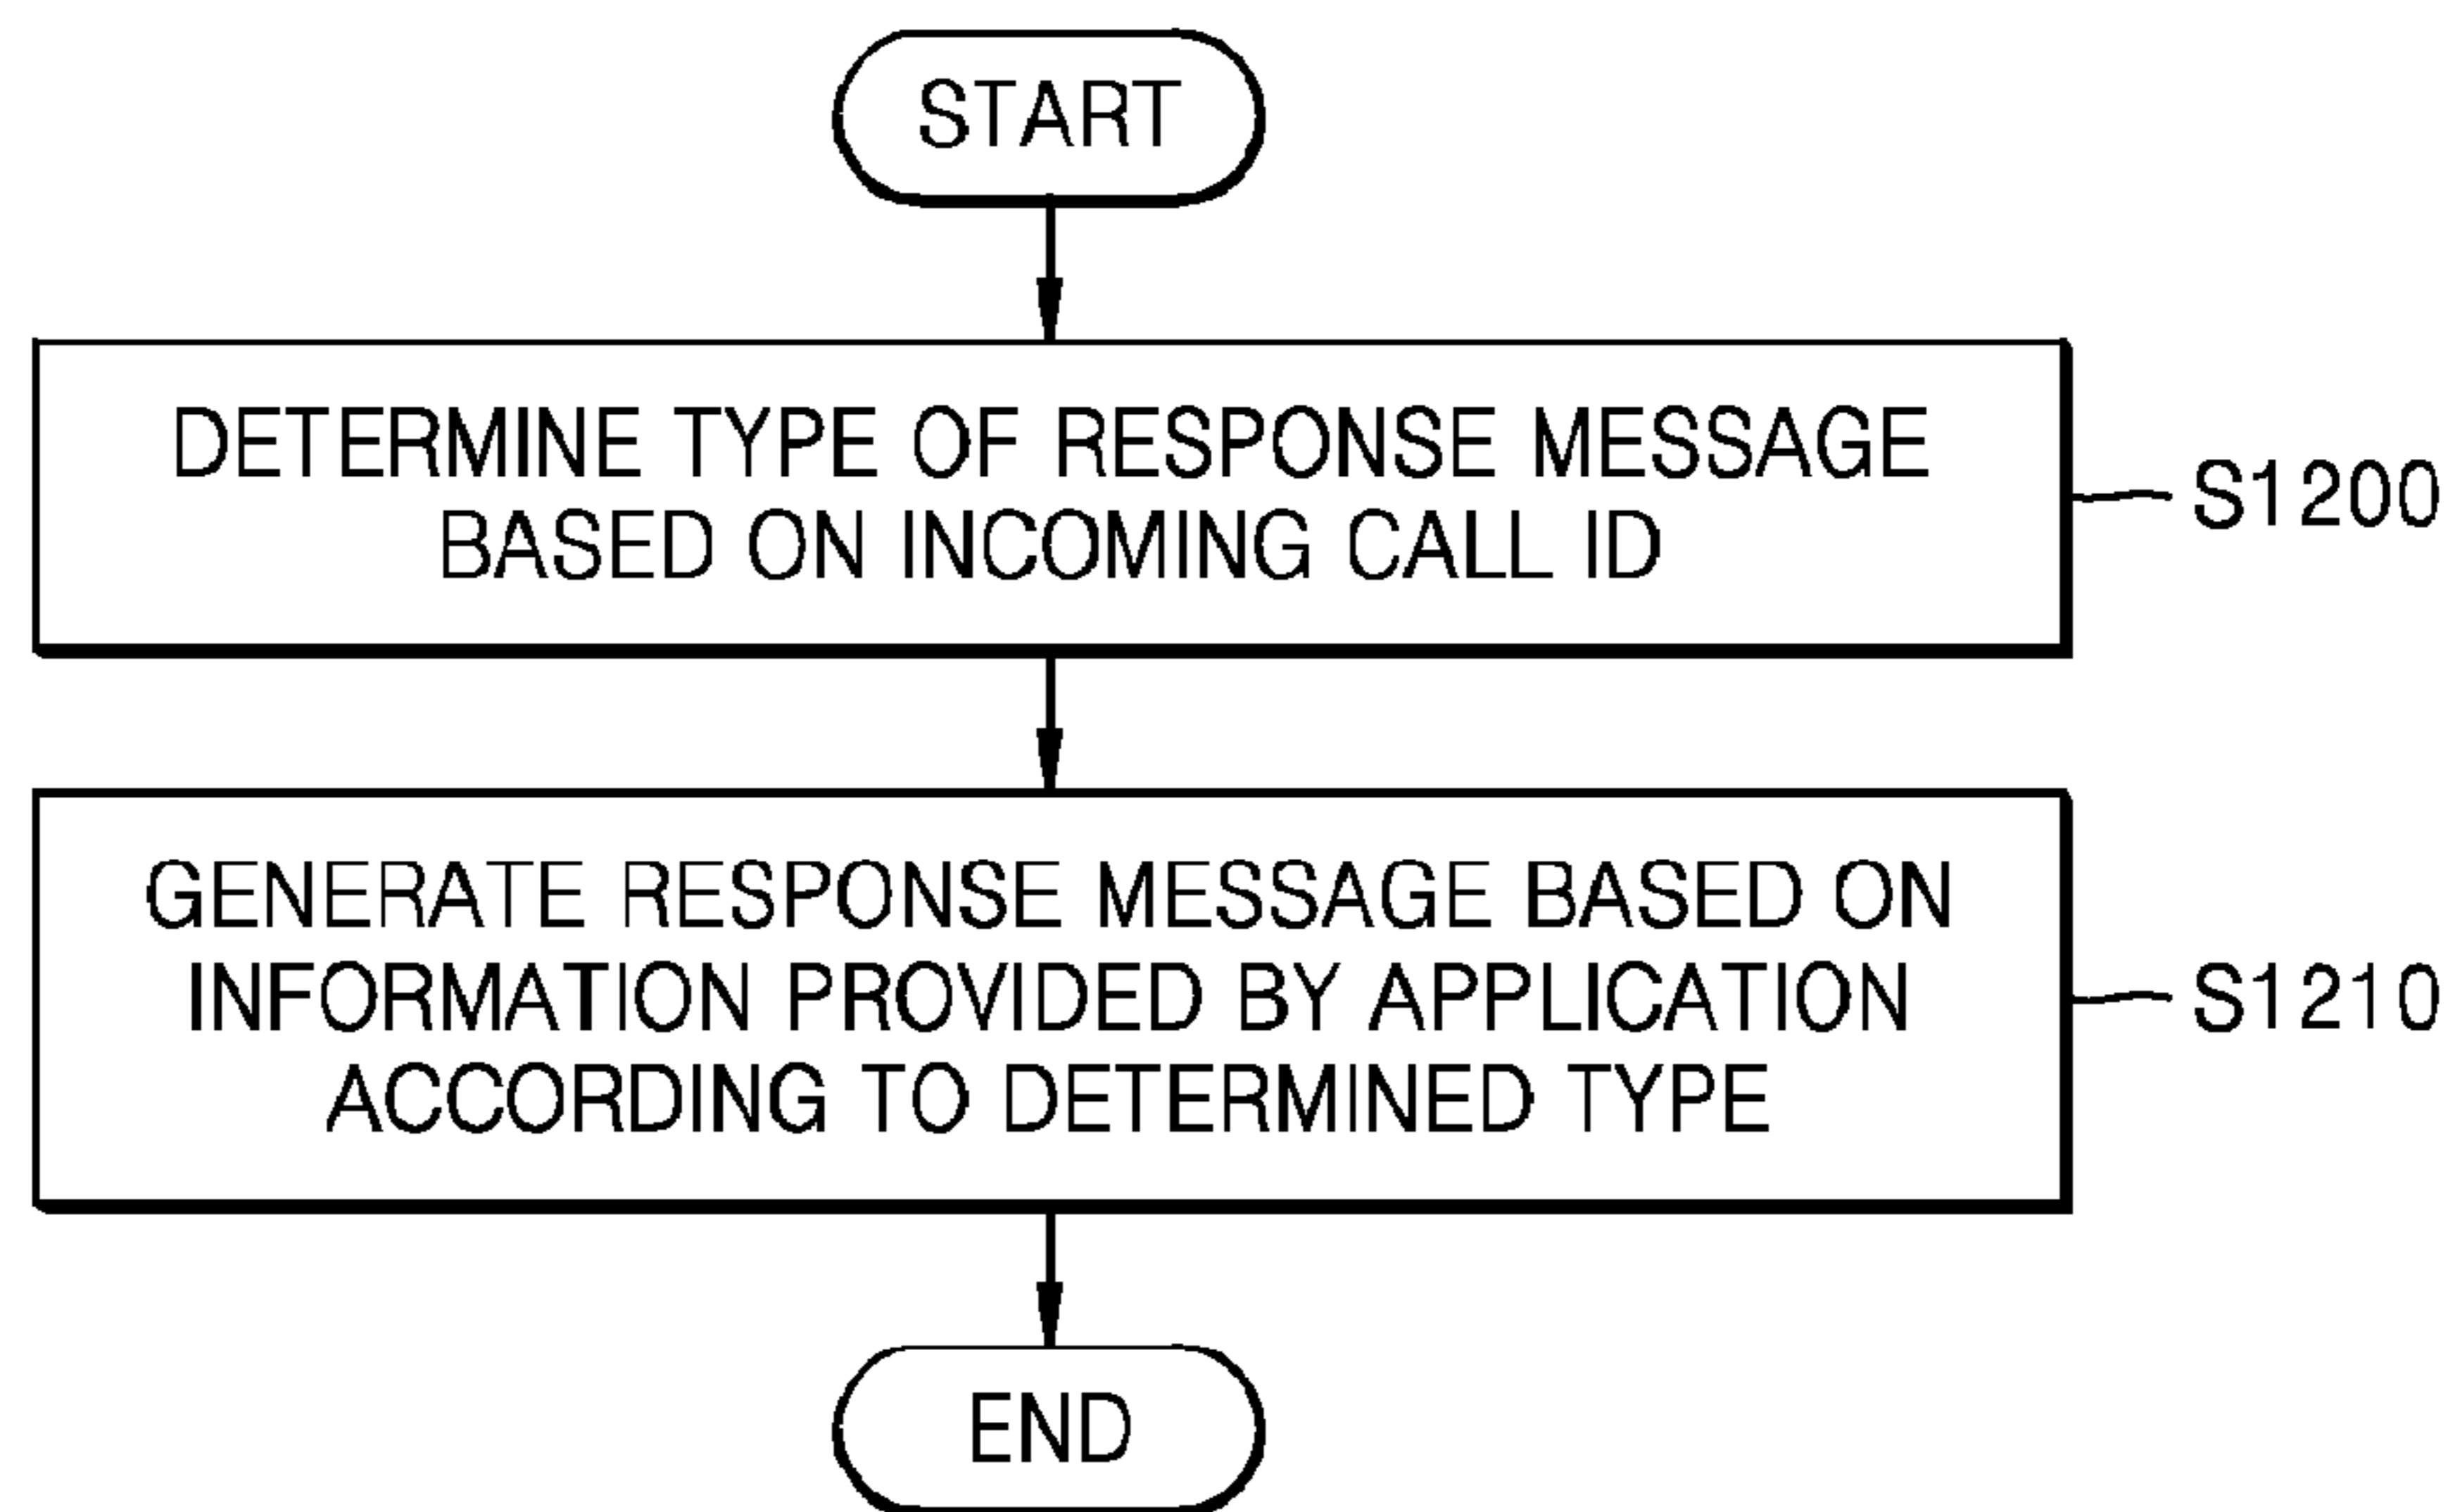 START
DETERMINE TYPE OF RESPONSE MESSAGE
BASED ON INCOMING CALL ID
S1200
GENERATE RESPONSE MESSAGE BASED ON
INFORMATION PROVIDED BY APPLICATION
ACCORDING TO DETERMINED TYPE
S1210
END